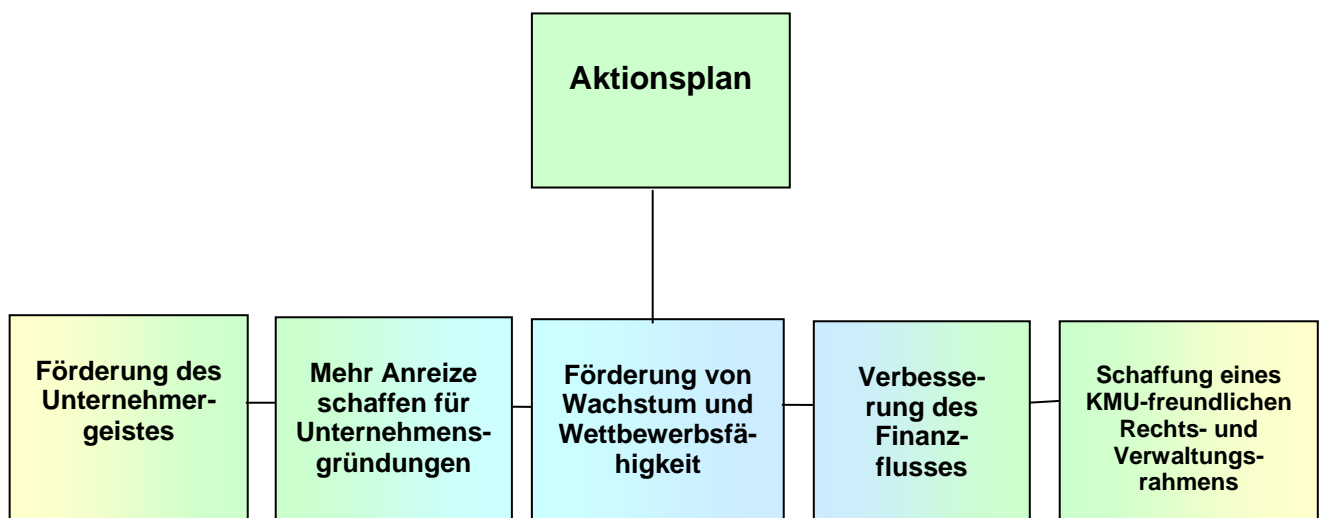 Aktionsplan
Förderung des
Unternehmer-
geistes
Mehr Anreize
schaffen für
Unternehmens-
gründungen
Förderung von
Wachstum und
Wettbewerbsfä-
higkeit
Verbesse-
rung des
Finanz-
flusses
Schaffung eines
KMU-freundlichen
Rechts- und
Verwaltungs-
rahmens